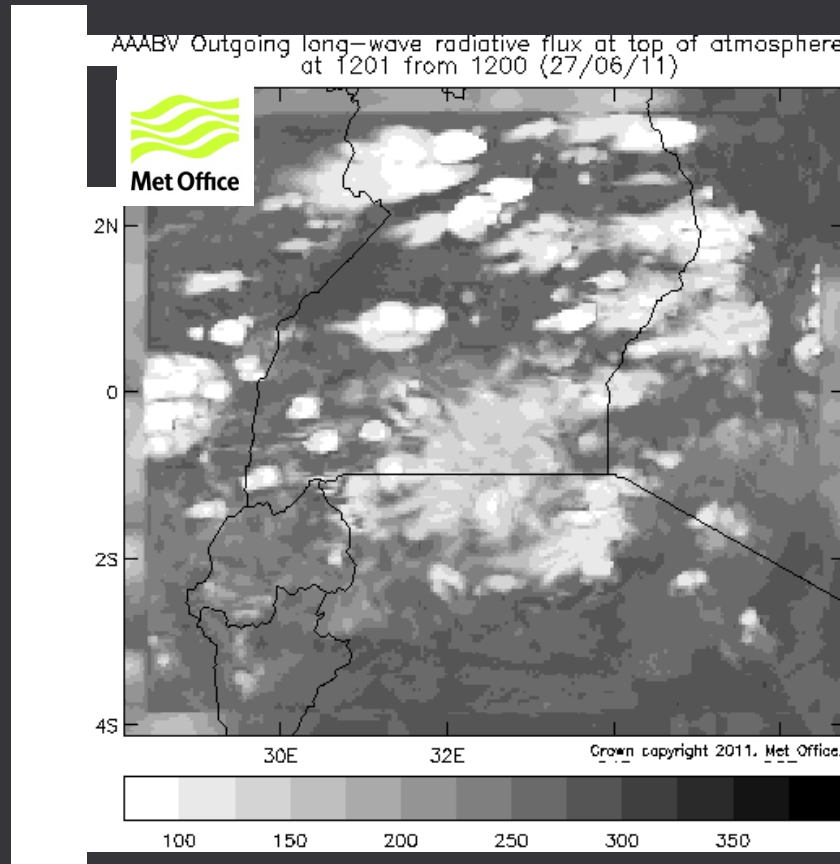 AAABV Outgoing long-wave radiative flux at top of atmosphere
at 1201 from 1200 (27/06/11)
Met Office
2N
0
2S
4S
30E 32E
Crown copyright 2011. Met Office.
100 150 200 250 300 350